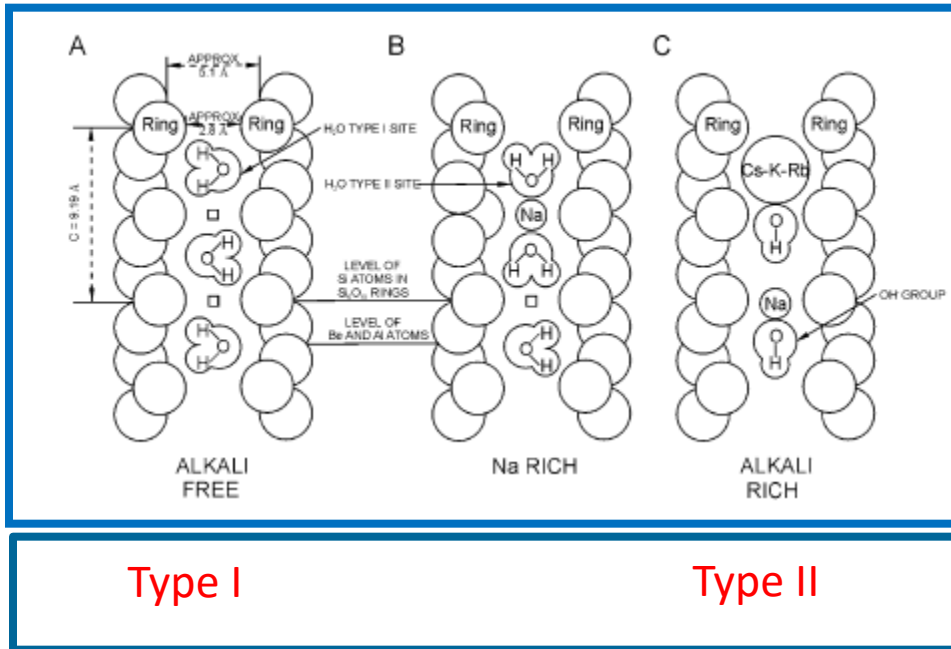 A
B
C
APPROX
5.1 Å
Ring
APPROX
2.8 Å
Ring
Ring
Ring
Ring
Ring
H₂O TYPE I SITE
H
O
H
C = 9.19 Å
H₂O TYPE II SITE
H H
O
Na
Cs-K-Rb
O
H
H
O
H
O
H H
LEVEL OF
Si ATOMS IN
RINGS
LEVEL OF
Be AND Al ATOMS
Na
OH GROUP
O
H
H
O
H
H
O
H
ALKALI
FREE
Na RICH
ALKALI
RICH
Type I
Type II